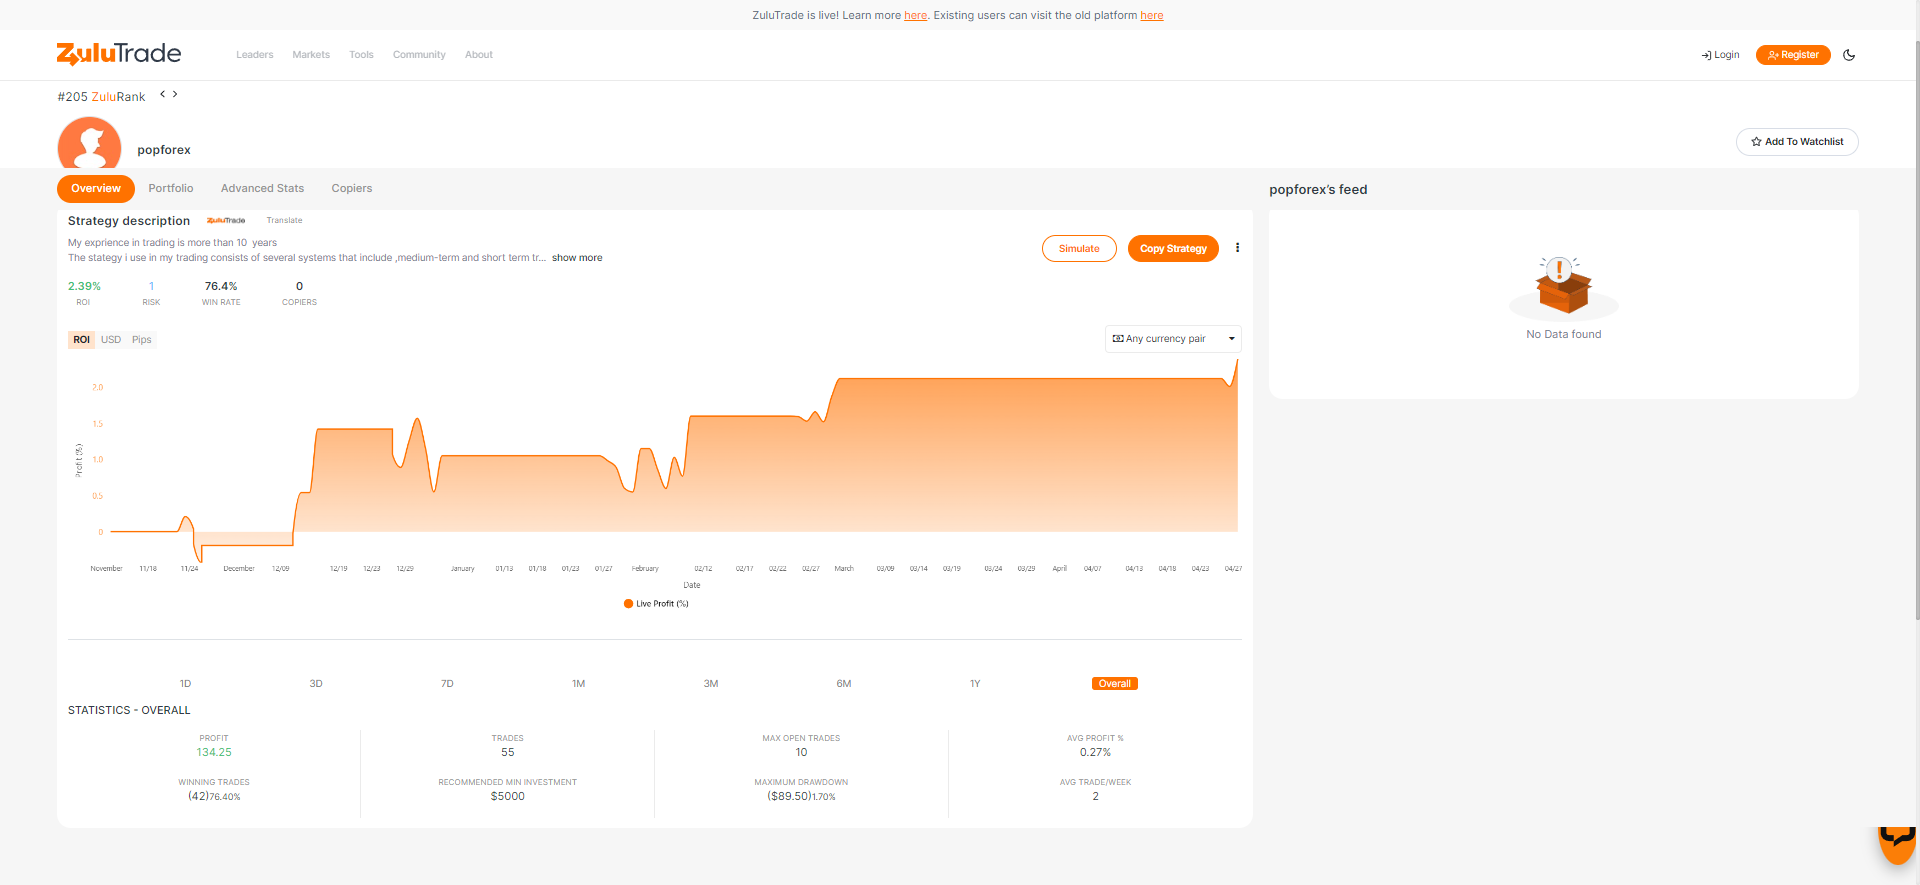 ZuluTrade is live! Learn more here. Existing users can visit the old platform here
ZuluTrade
Leaders Markets Tools Community About
Login Register
#205 ZuluRank < >
popforex
Add To Watchlist
Overview Portfolio Advanced Stats Copiers
popforex's feed
Strategy description ZuluTrade Translate
My exprience in trading is more than 10 years
The stategy i use in my trading consists of several systems that include ,medium-term and short term tr... show more
Simulate Copy Strategy
2.39% 1 76.4% 0
ROI RISK WIN RATE COPIERS
No Data found
ROI USD Pips
Any currency pair
2.0
1.5
1.0
0.5
0
Profit (%)
November 11/18 11/24 December 12/09 12/19 12/23 12/29 January 01/13 01/18 01/23 01/27 February 02/12 02/17 02/22 02/27 March 03/09 03/14 03/19 03/24 03/29 April 04/07 04/13 04/18 04/23 04/27
Date
Live Profit (%)
1D 3D 7D 1M 3M 6M 1Y Overall
STATISTICS - OVERALL
PROFIT TRADES MAX OPEN TRADES AVG PROFIT %
134.25 55 10 0.27%
WINNING TRADES RECOMMENDED MIN INVESTMENT MAXIMUM DRAWDOWN AVG TRADE/WEEK
(42)76.40% $5000 ($89.50)1.70% 2